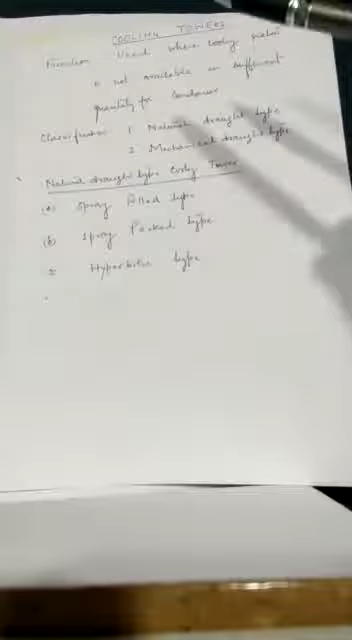 COOLING TOWERS
Function Used where cooling water
is not available in sufficient
quantity for condenser
Classification 1 Natural draught type
2 Mechanical draught type
Natural draught type Cooling Tower
(a) Spray filled type
(b) Spray Packed type
Hyperbolic type